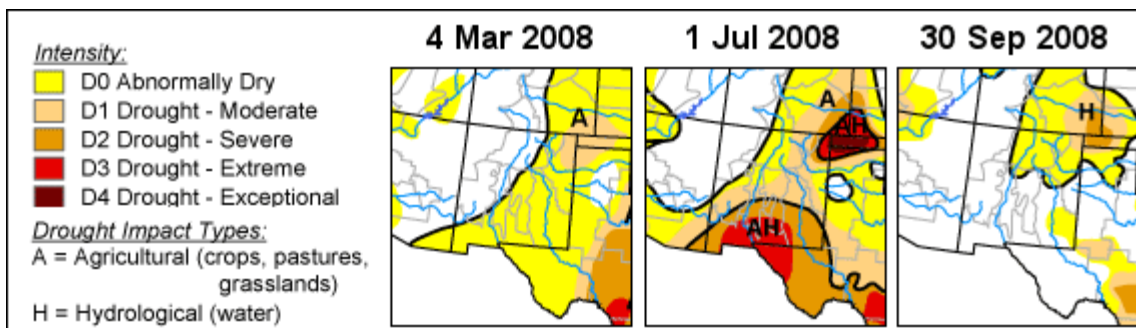 Intensity:
D0 Abnormally Dry
D1 Drought - Moderate
D2 Drought - Severe
D3 Drought - Extreme
D4 Drought - Exceptional
Drought Impact Types:
A = Agricultural (crops, pastures,
grasslands)
H = Hydrological (water)
4 Mar 2008
A
1 Jul 2008
A
AH
AH
30 Sep 2008
H